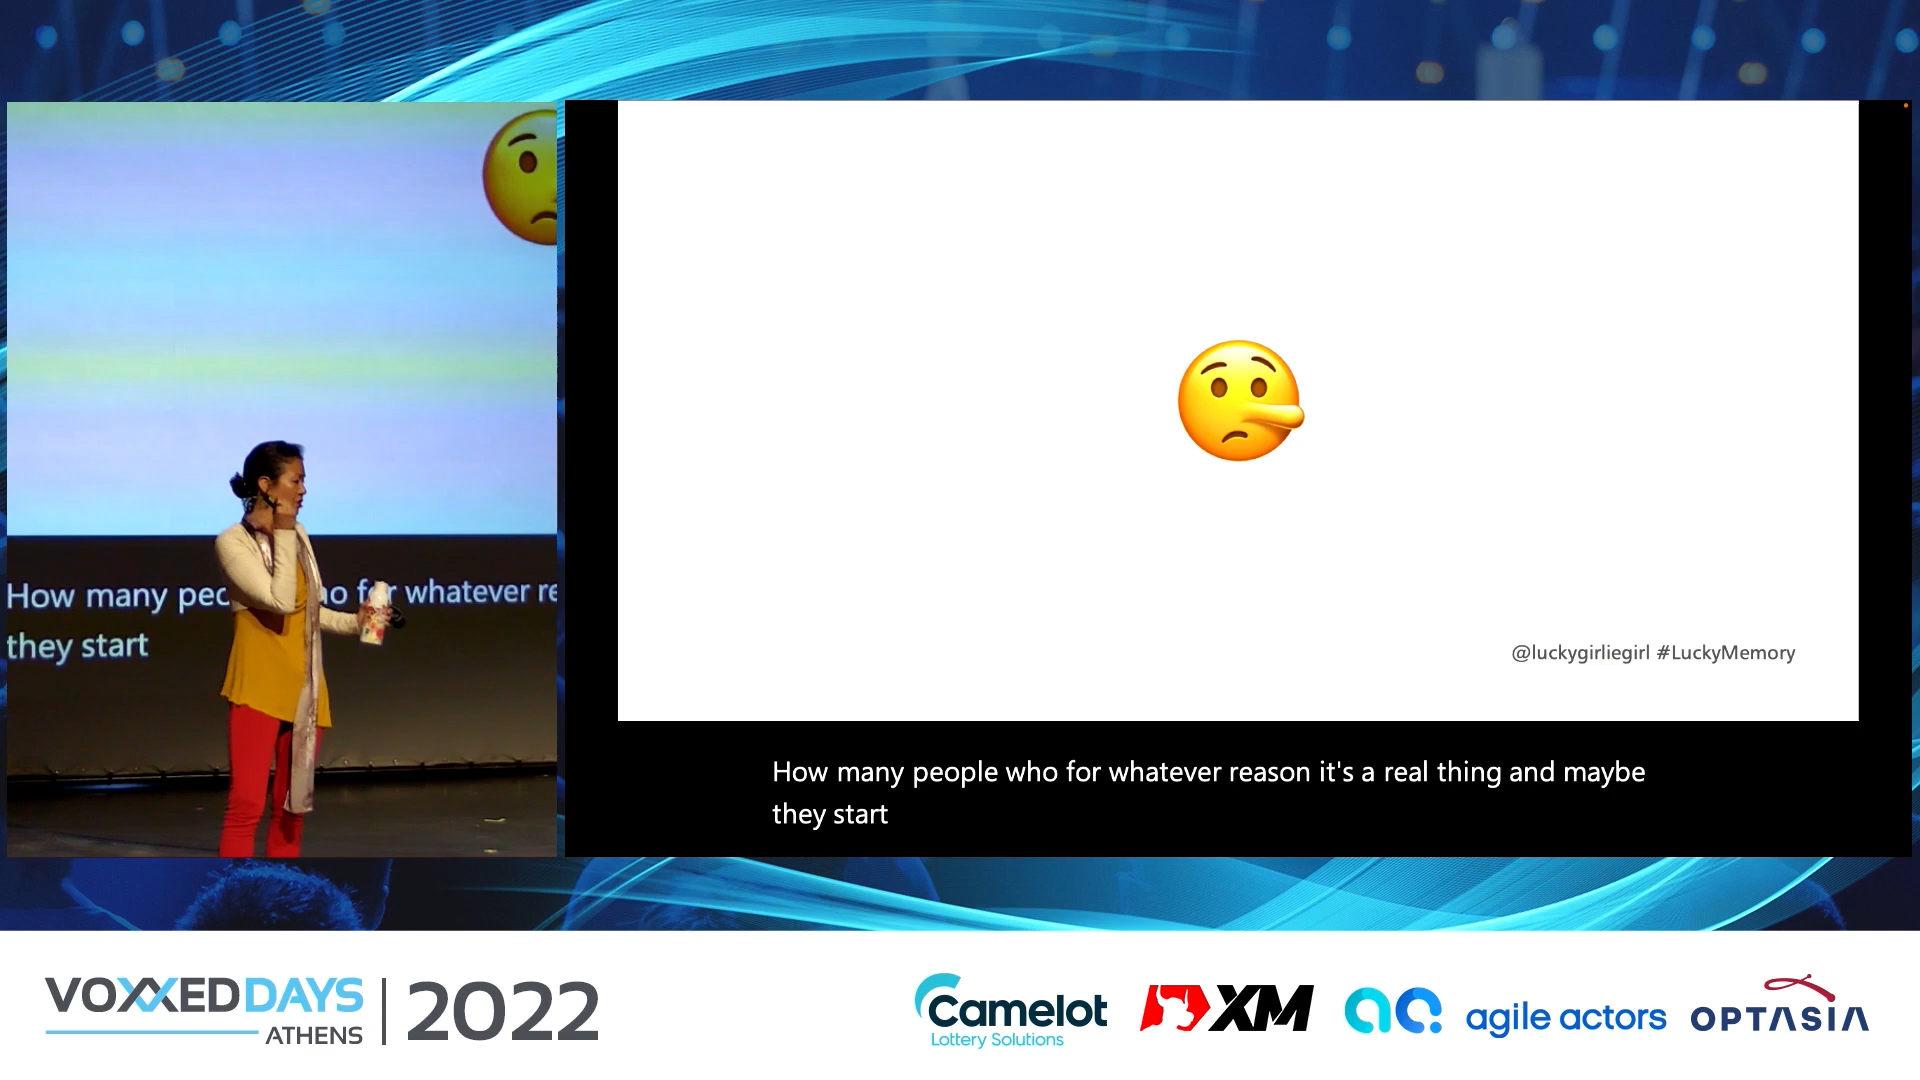 How many peo ho for whatever re
they start
@luckygirliegirl #LuckyMemory
How many people who for whatever reason it's a real thing and maybe
they start
VOXXEDDAYS
ATHENS
2022
Camelot
Lottery Solutions
XM
agile actors
OPTASIA